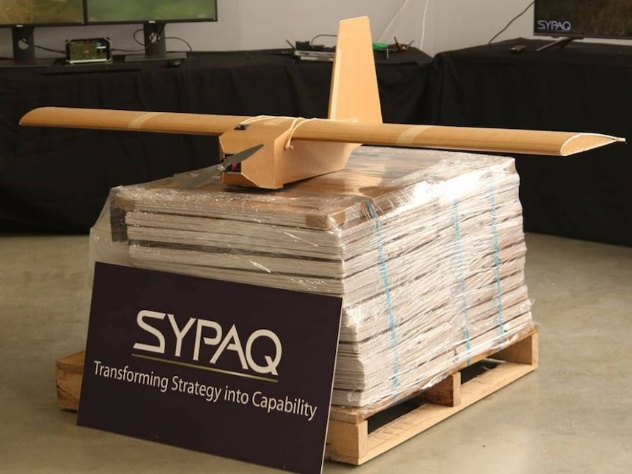 SYPAQ
SYPAQ
Transforming Strategy into Capability